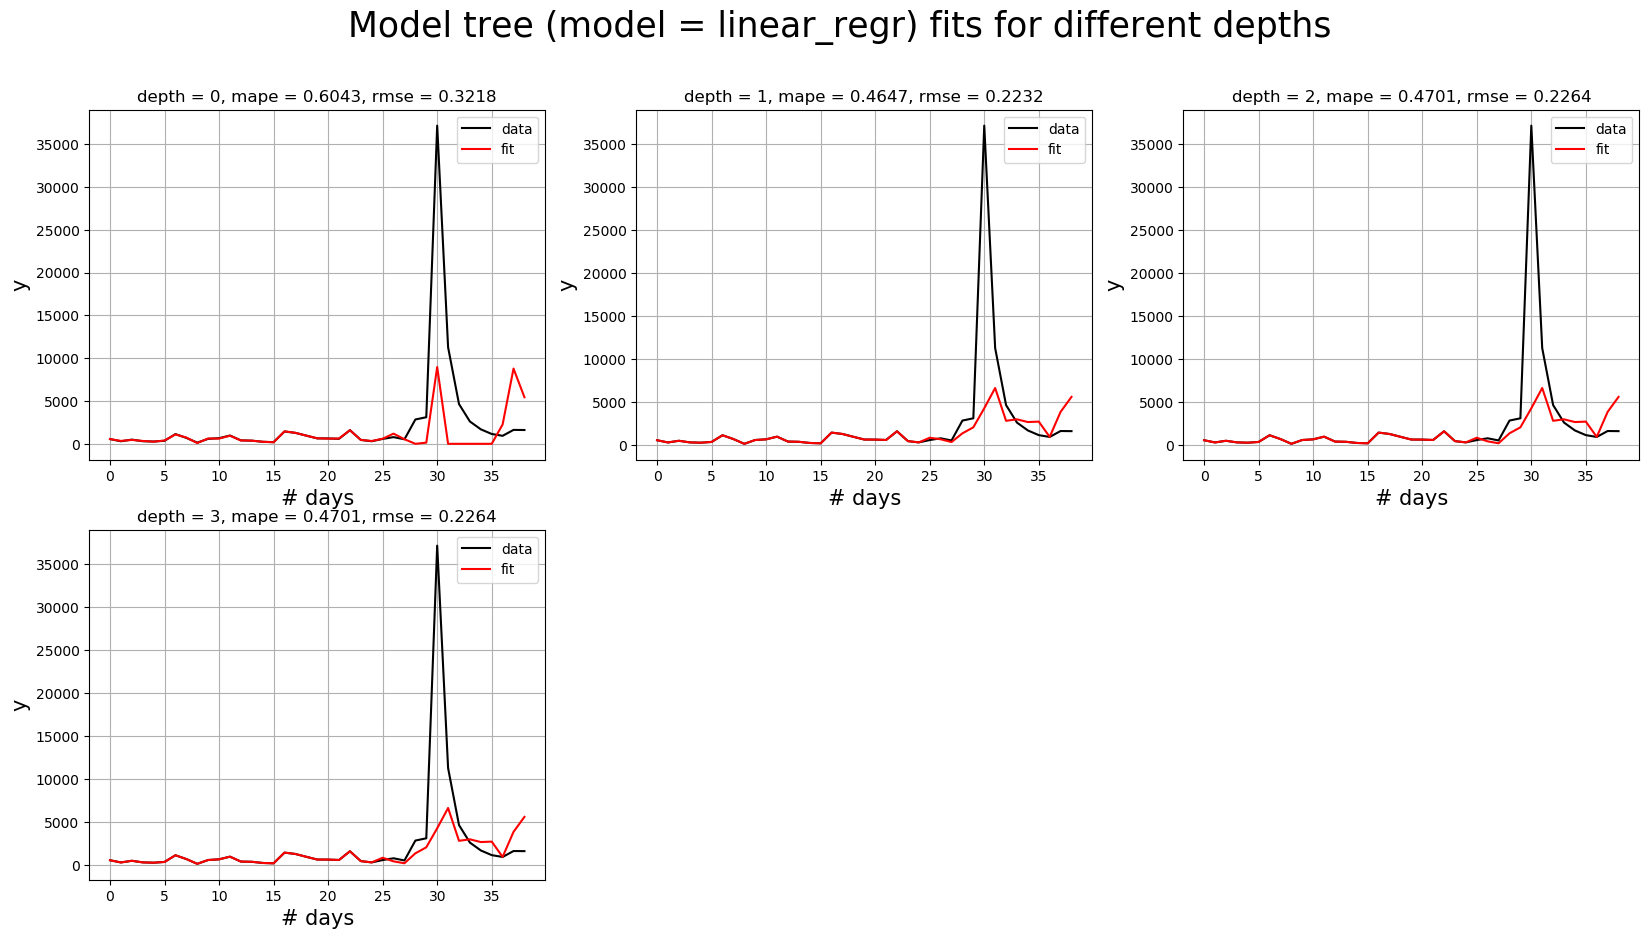 Model tree (model = linear_regr) fits for different depths
depth = 0, mape = 0.6043, rmse = 0.3218
data
fit
35000
30000
25000
20000
15000
10000
5000
0
y
0 5 10 15 20 25 30 35
# days
depth = 1, mape = 0.4647, rmse = 0.2232
data
fit
35000
30000
25000
20000
15000
10000
5000
0
y
0 5 10 15 20 25 30 35
# days
depth = 2, mape = 0.4701, rmse = 0.2264
data
fit
35000
30000
25000
20000
15000
10000
5000
0
y
0 5 10 15 20 25 30 35
# days
depth = 3, mape = 0.4701, rmse = 0.2264
data
fit
35000
30000
25000
20000
15000
10000
5000
0
y
0 5 10 15 20 25 30 35
# days